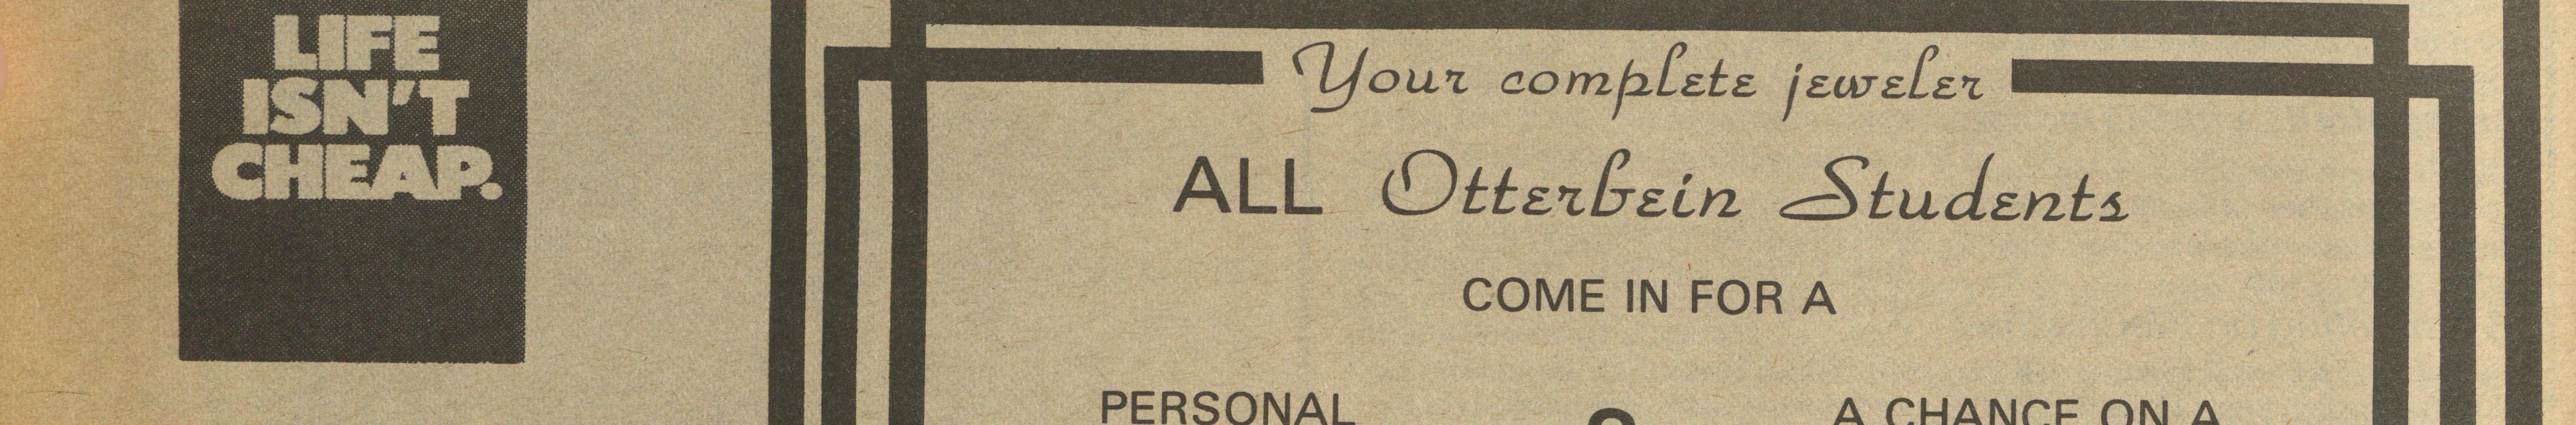 LIFE
ISN'T
CHEAP.
Your complete jeweler
ALL Otterbein Students
COME IN FOR A
PERSONAL
A CHANCE ON A